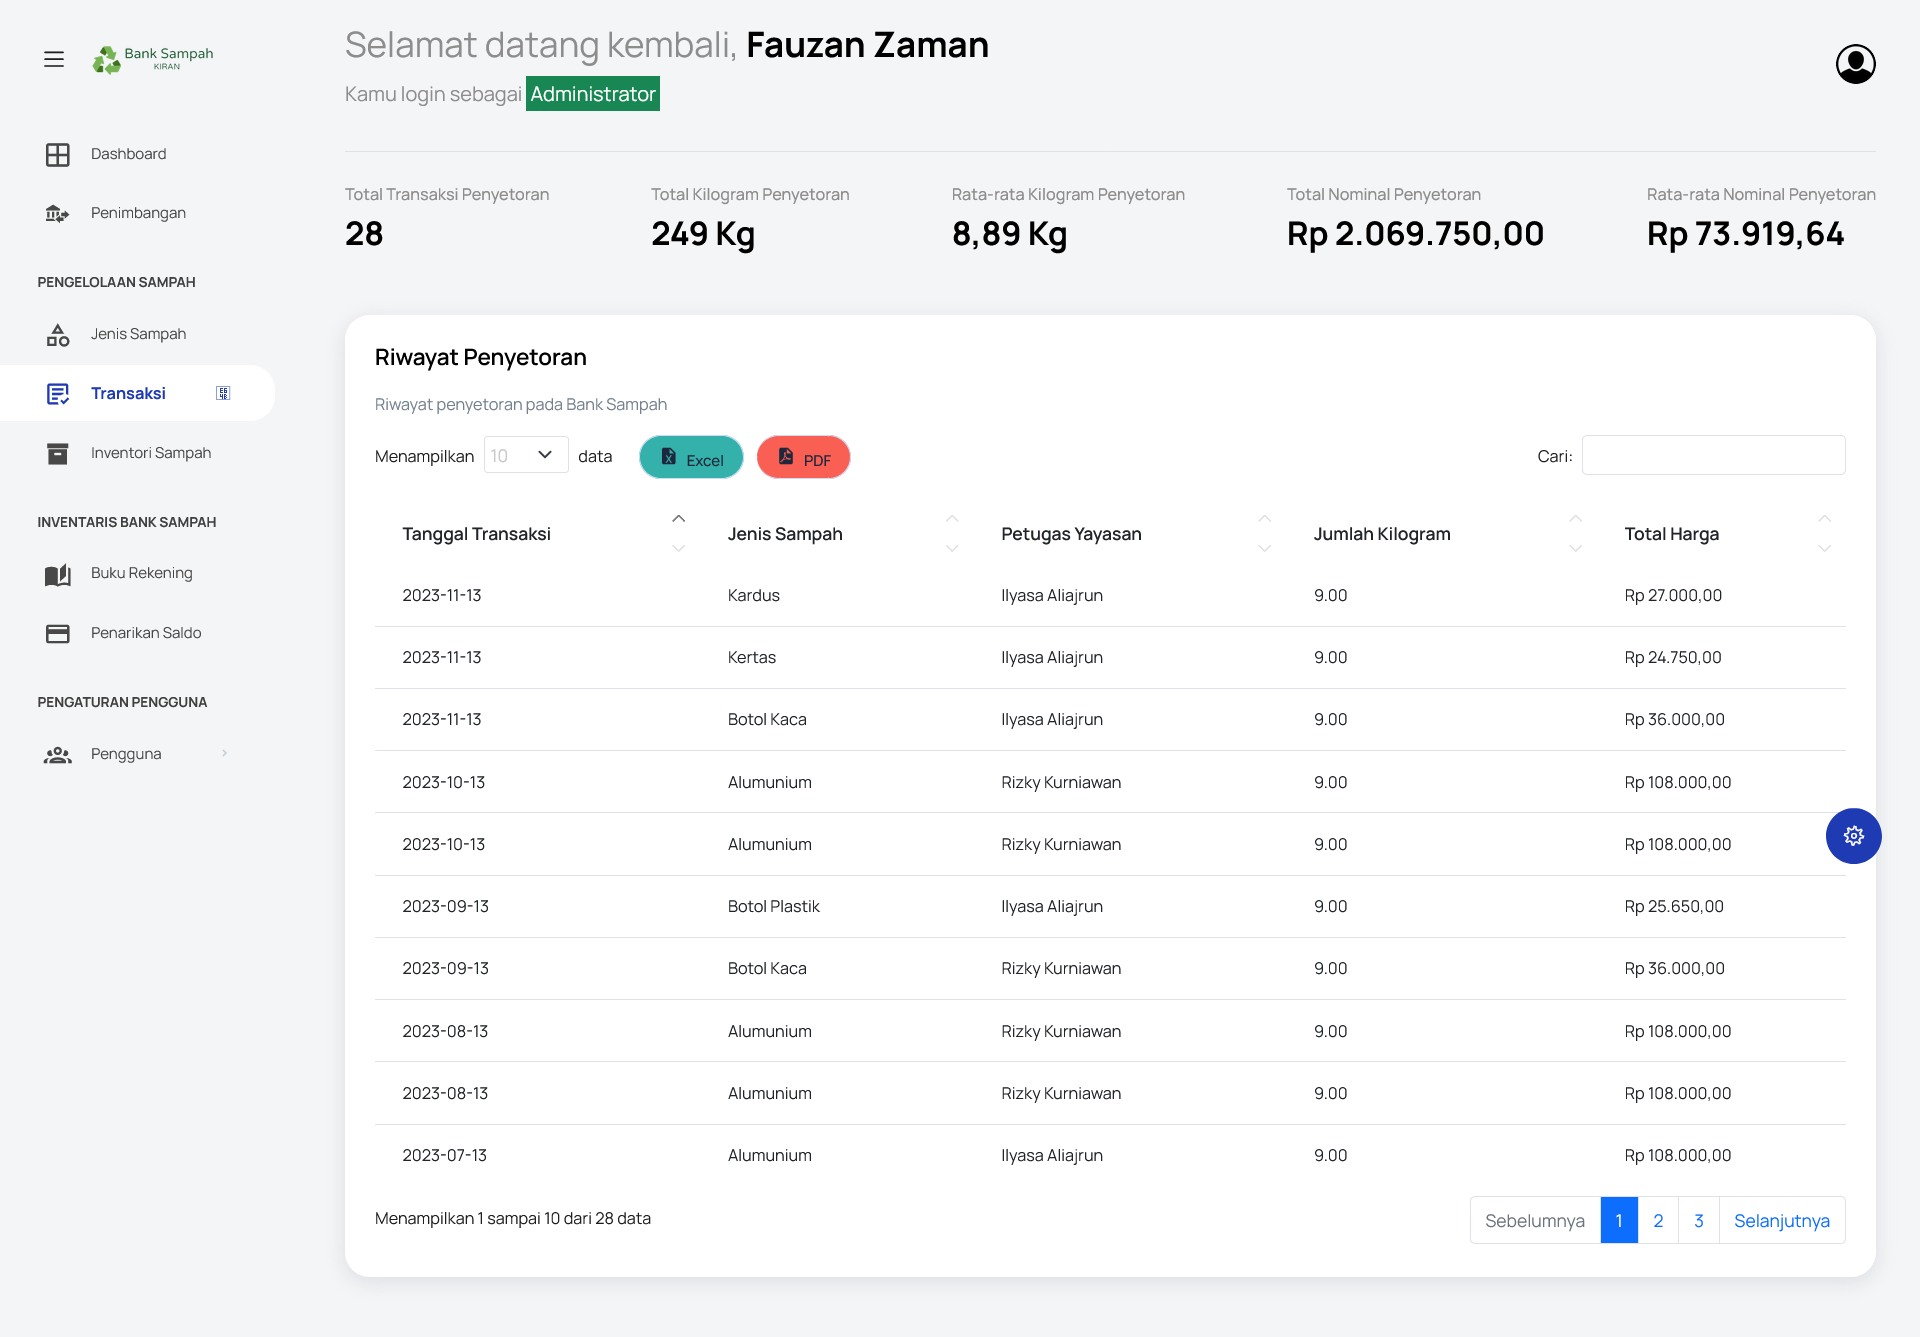 Bank Sampah
KIRAN
Dashboard
Penimbangan
PENGELOLAAN SAMPAH
Jenis Sampah
Transaksi
Inventori Sampah
INVENTARIS BANK SAMPAH
Buku Rekening
Penarikan Saldo
PENGATURAN PENGGUNA
Pengguna
Selamat datang kembali, Fauzan Zaman
Kamu login sebagai Administrator
Total Transaksi Penyetoran
28
Total Kilogram Penyetoran
249 Kg
Rata-rata Kilogram Penyetoran
8,89 Kg
Total Nominal Penyetoran
Rp 2.069.750,00
Rata-rata Nominal Penyetoran
Rp 73.919,64
Riwayat Penyetoran
Riwayat penyetoran pada Bank Sampah
Menampilkan 10 data Excel PDF Cari:
Tanggal Transaksi Jenis Sampah Petugas Yayasan Jumlah Kilogram Total Harga
2023-11-13 Kardus Ilyasa Aliajrun 9.00 Rp 27.000,00
2023-11-13 Kertas Ilyasa Aliajrun 9.00 Rp 24.750,00
2023-11-13 Botol Kaca Ilyasa Aliajrun 9.00 Rp 36.000,00
2023-10-13 Alumunium Rizky Kurniawan 9.00 Rp 108.000,00
2023-10-13 Alumunium Rizky Kurniawan 9.00 Rp 108.000,00
2023-09-13 Botol Plastik Ilyasa Aliajrun 9.00 Rp 25.650,00
2023-09-13 Botol Kaca Rizky Kurniawan 9.00 Rp 36.000,00
2023-08-13 Alumunium Rizky Kurniawan 9.00 Rp 108.000,00
2023-08-13 Alumunium Rizky Kurniawan 9.00 Rp 108.000,00
2023-07-13 Alumunium Ilyasa Aliajrun 9.00 Rp 108.000,00
Menampilkan 1 sampai 10 dari 28 data
Sebelumnya 1 2 3 Selanjutnya